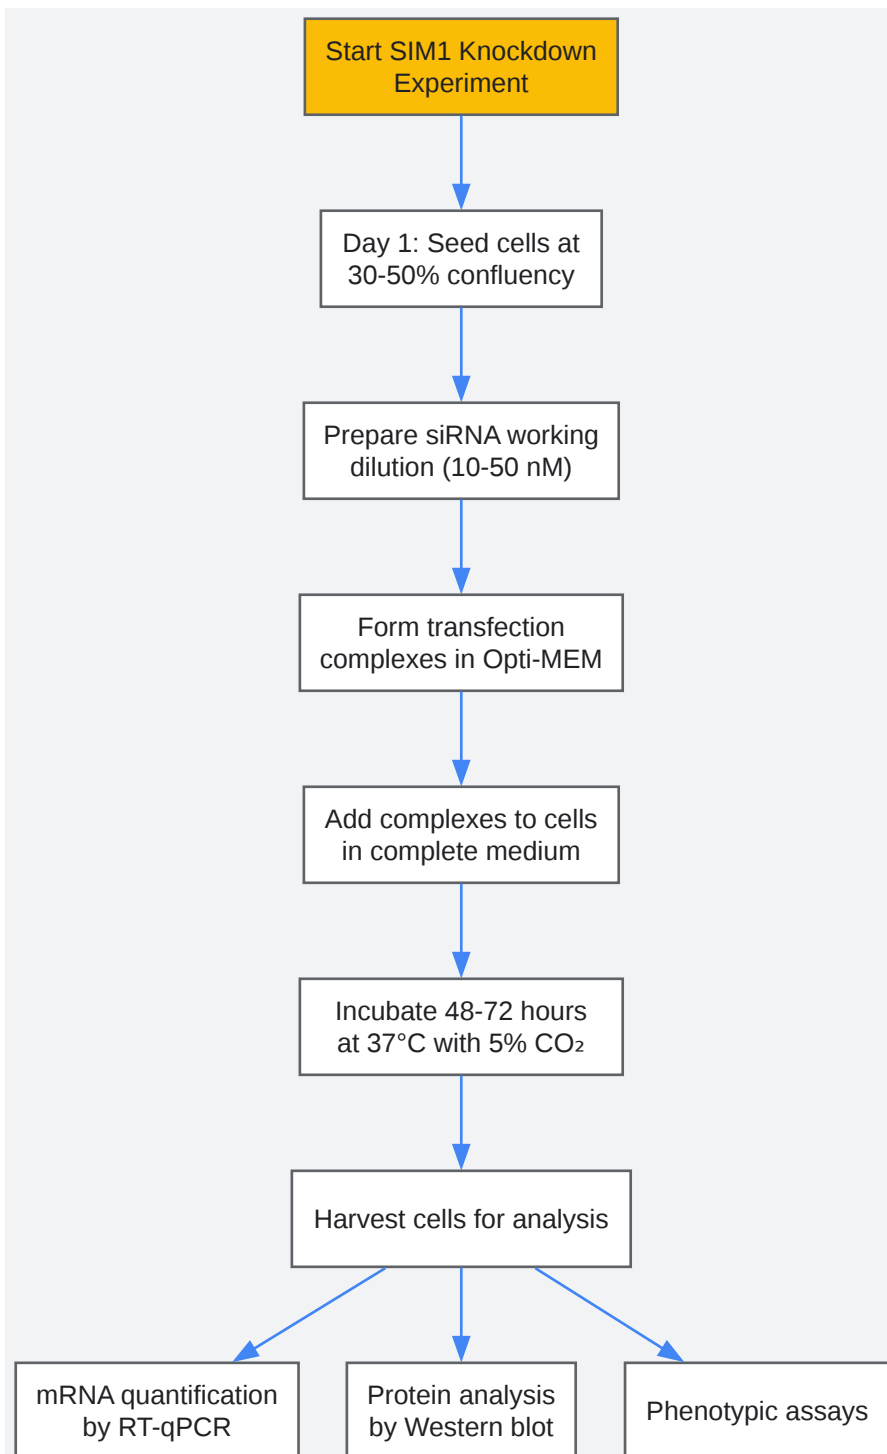 Start SIM1 Knockdown
Experiment
Day 1: Seed cells at
30-50% confluency
Prepare siRNA working
dilution (10-50 nM)
Form transfection
complexes in Opti-MEM
Add complexes to cells
in complete medium
Incubate 48-72 hours
at 37°C with 5% CO₂
Harvest cells for analysis
mRNA quantification
by RT-qPCR
Protein analysis
by Western blot
Phenotypic assays